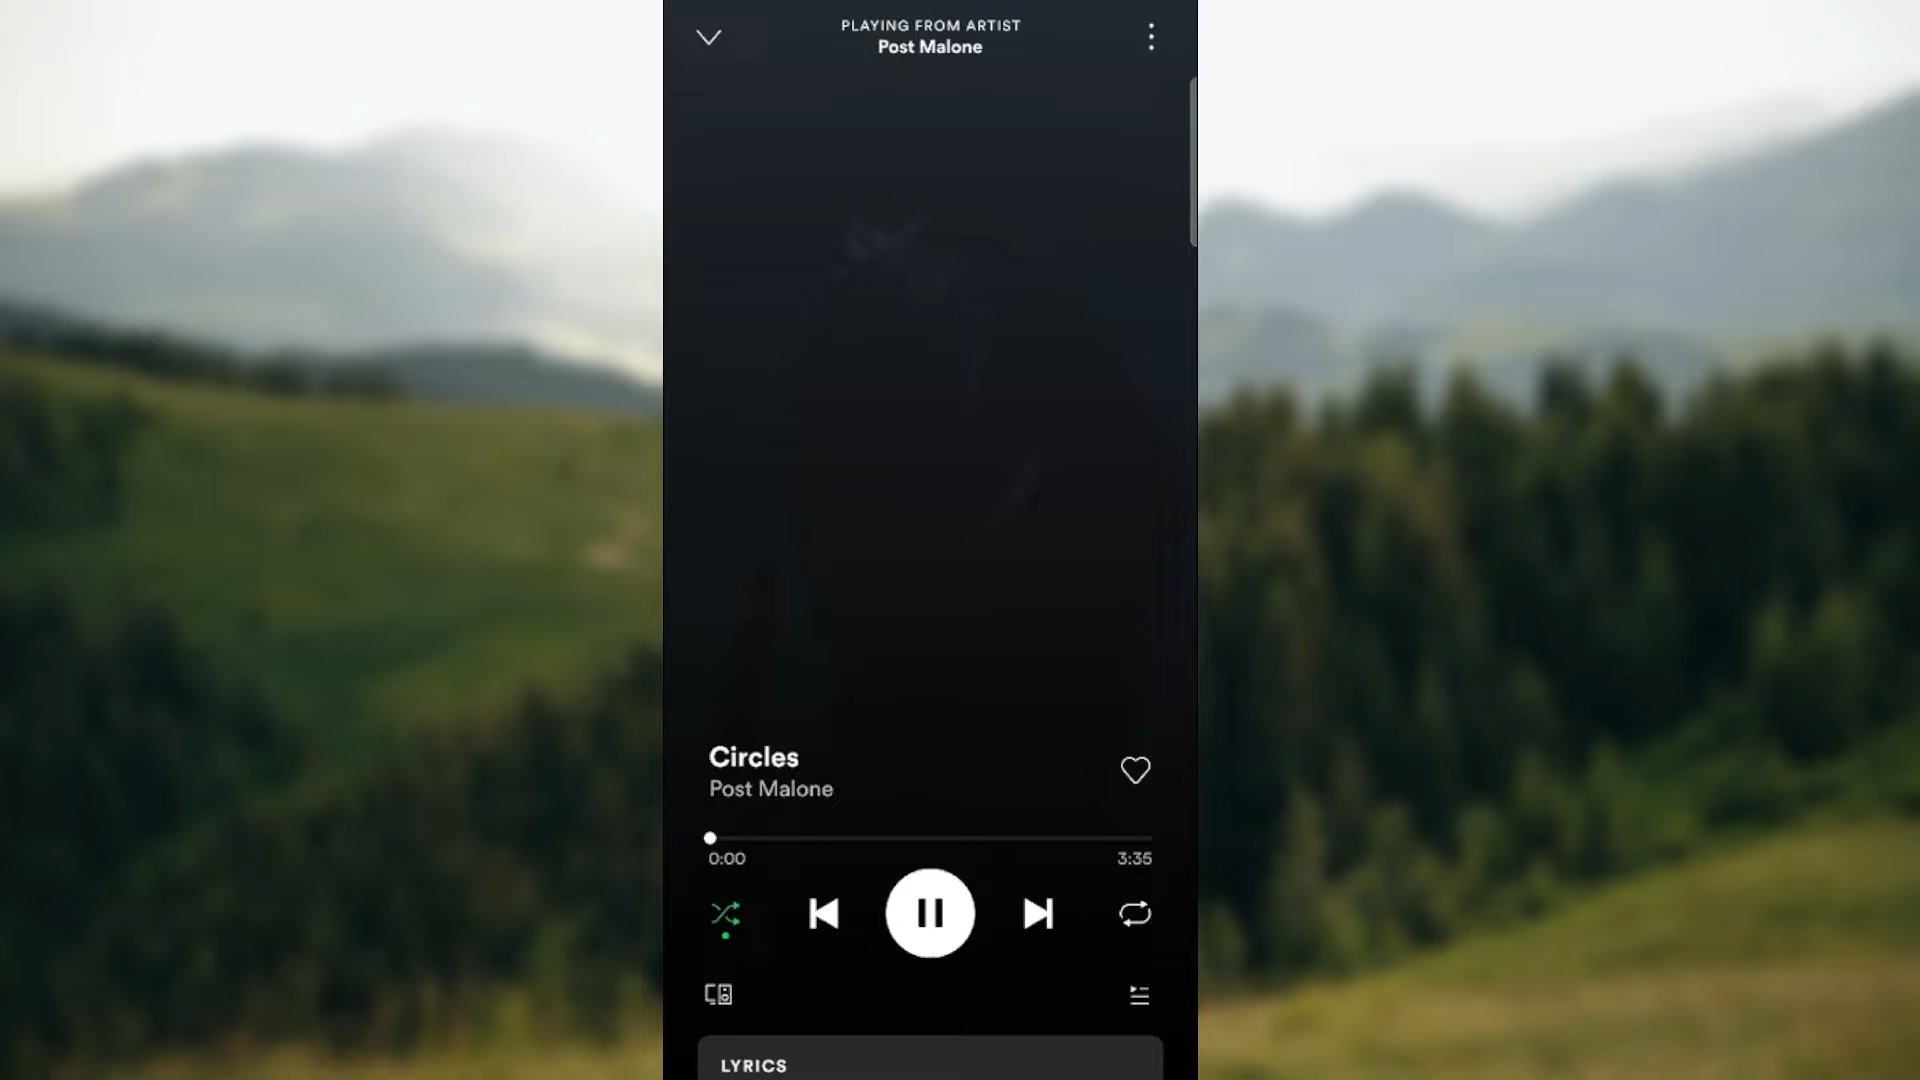 PLAYING FROM ARTIST
Post Malone
Circles
Post Malone
0:00
3:35
LYRICS